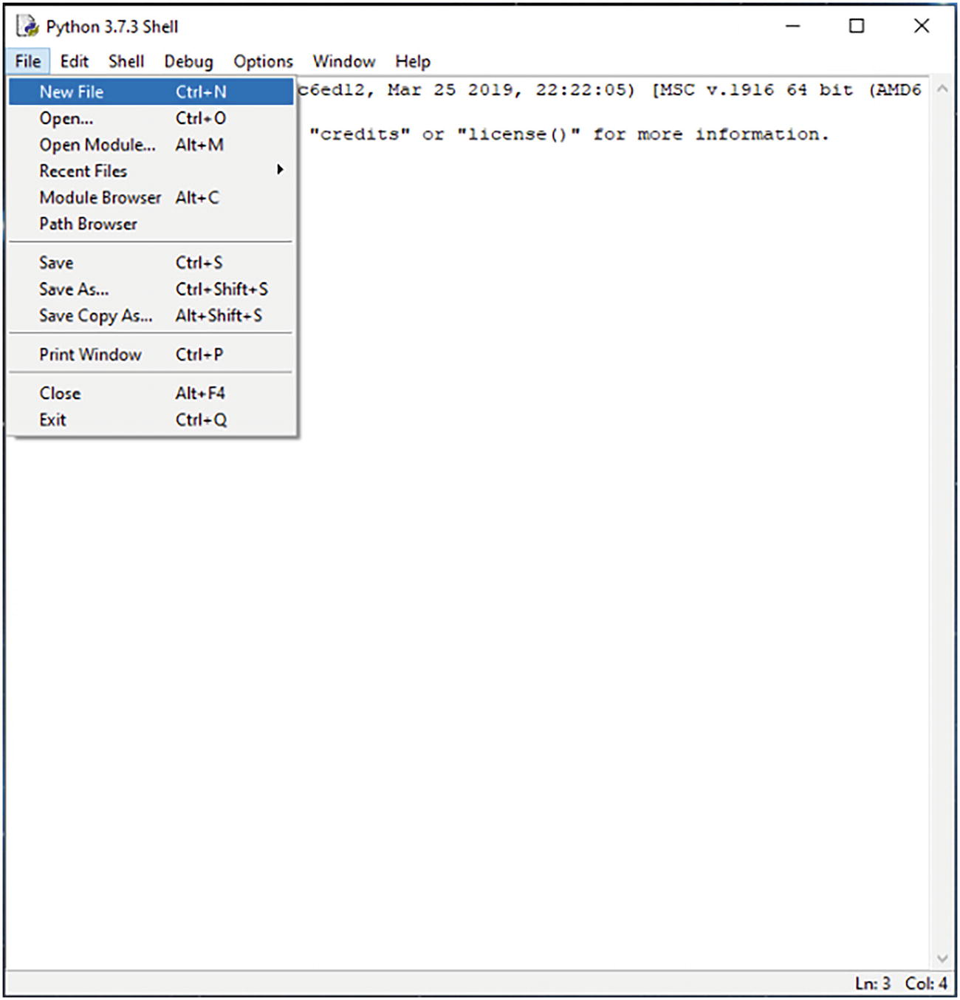 Python 3.7.3 Shell
File Edit Shell Debug Options Window Help
c6ed12, Mar 25 2019, 22:22:05) [MSC v.1916 64 bit (AMD6
"credits" or "license()" for more information.
New File Ctrl+N
Open... Ctrl+O
Open Module... Alt+M
Recent Files
Module Browser Alt+C
Path Browser
Save Ctrl+S
Save As... Ctrl+Shift+S
Save Copy As... Alt+Shift+S
Print Window Ctrl+P
Close Alt+F4
Exit Ctrl+Q
Ln: 3 Col: 4